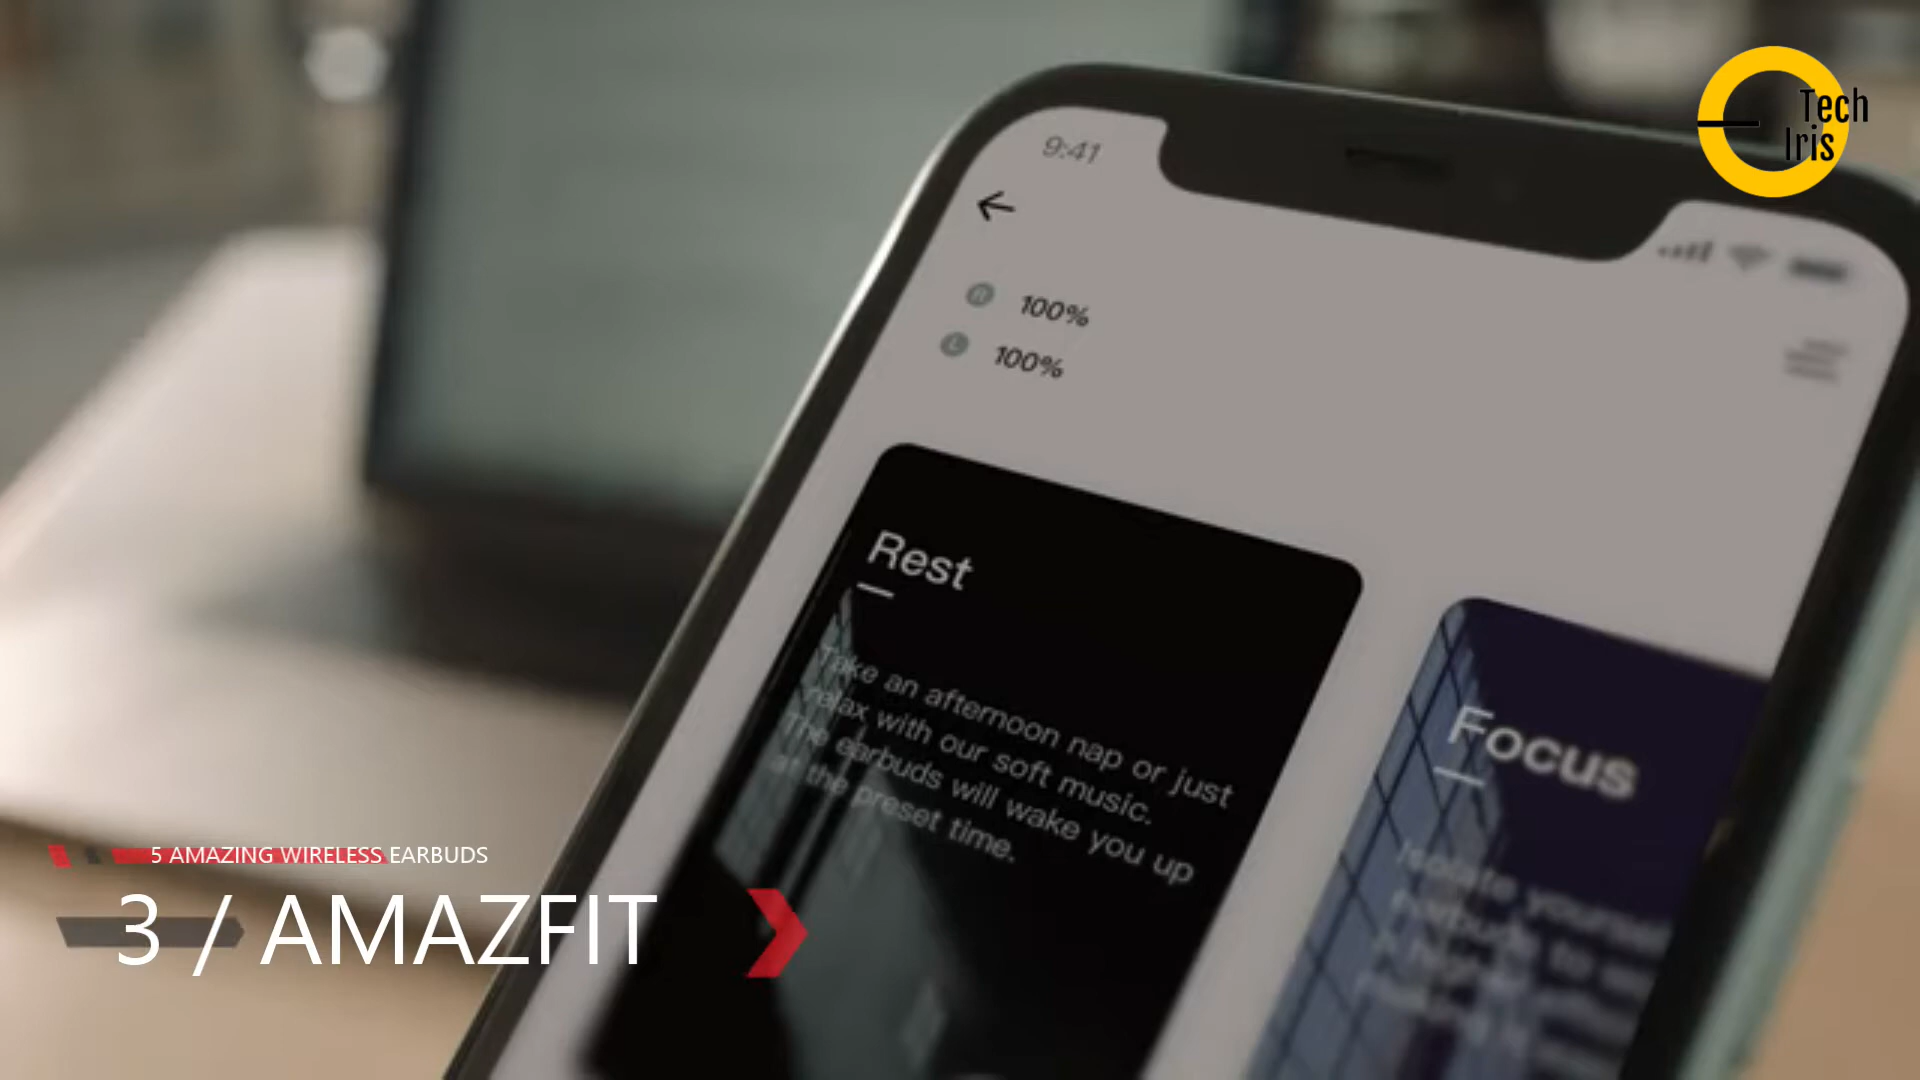 Tech
Iris
9:41
100%
L
100%
Rest
Take an afternoon nap or just
relax with our soft music.
The earbuds will wake you up
at the preset time.
Focus
Isolate
5 AMAZING WIRELESS EARBUDS
3 / AMAZFIT